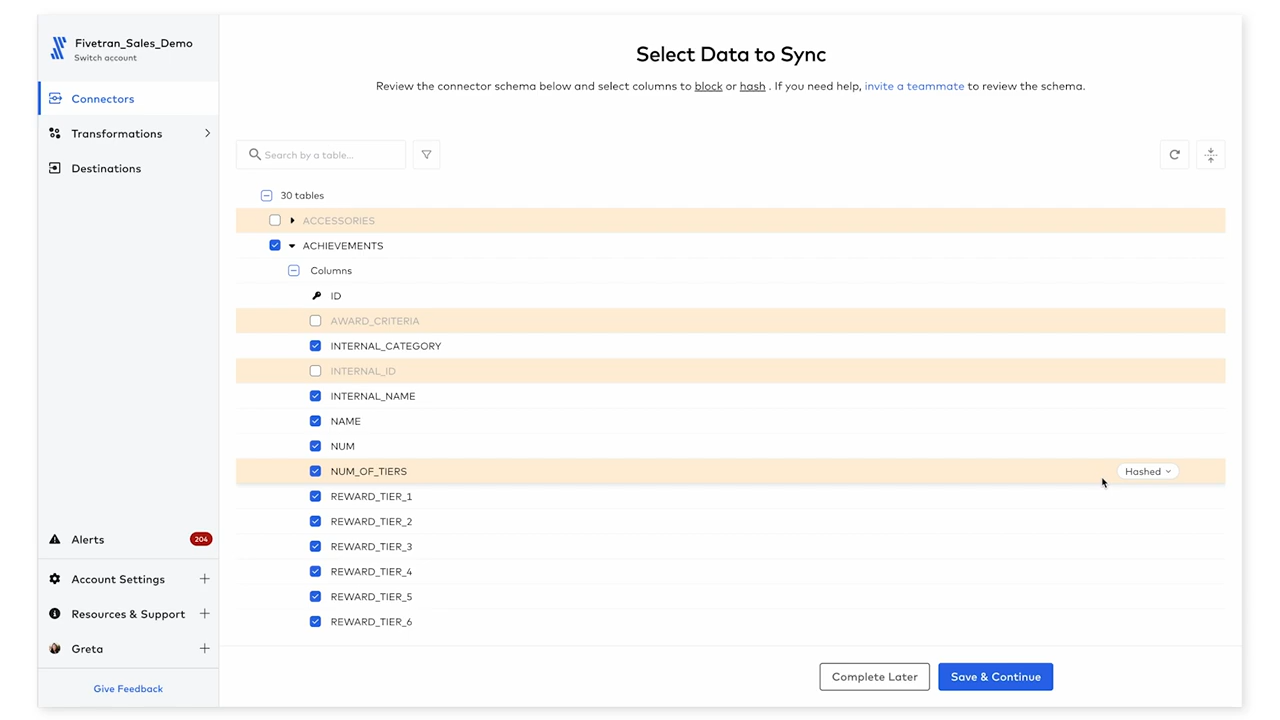 Fivetran_Sales_Demo
Switch account
Connectors
Transformations
Destinations
Alerts
204
Account Settings
Resources & Support
Greta
Give Feedback
Select Data to Sync
Review the connector schema below and select columns to block or hash . If you need help, invite a teammate to review the schema.
Search by a table...
30 tables
ACCESSORIES
ACHIEVEMENTS
Columns
ID
AWARD_CRITERIA
INTERNAL_CATEGORY
INTERNAL_ID
INTERNAL_NAME
NAME
NUM
NUM_OF_TIERS Hashed
REWARD_TIER_1
REWARD_TIER_2
REWARD_TIER_3
REWARD_TIER_4
REWARD_TIER_5
REWARD_TIER_6
Complete Later Save & Continue